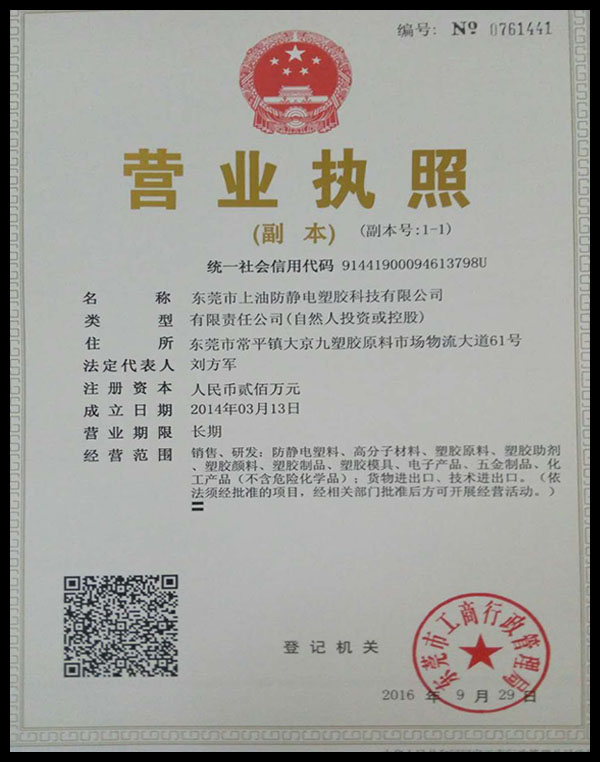 编号: № 0761441
营业执照
(副 本) (副本号:1-1)
统一社会信用代码 91441900094613798U
名 称 东莞市上油防静电塑胶科技有限公司
类 型 有限责任公司(自然人投资或控股)
住 所 东莞市常平镇大京九塑胶原料市场物流大道61号
法定代表人 刘方军
注册资本 人民币贰佰万元
成立日期 2014年03月13日
营业期限 长期
经营范围 销售、研发：防静电塑料、高分子材料、塑胶原料、塑胶助剂
、塑胶颜料、塑胶制品、塑胶模具、电子产品、五金制品、化
工产品（不含危险化学品）；货物进出口、技术进出口。（依
法须经批准的项目，经相关部门批准后方可开展经营活动。）
登记机关
东莞市工商行政管理局
2016 年 9 月 29 日